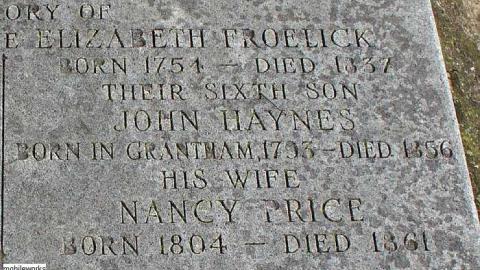 ORY OF
E ELIZABETH FROELICK
BORN 1754 - DIED 1837
THEIR SIXTH SON
JOHN HAYNES
BORN IN GRANTHAM, 1793 - DIED 1856
HIS WIFE
NANCY PRICE
BORN 1804 - DIED 1861
mobileworks